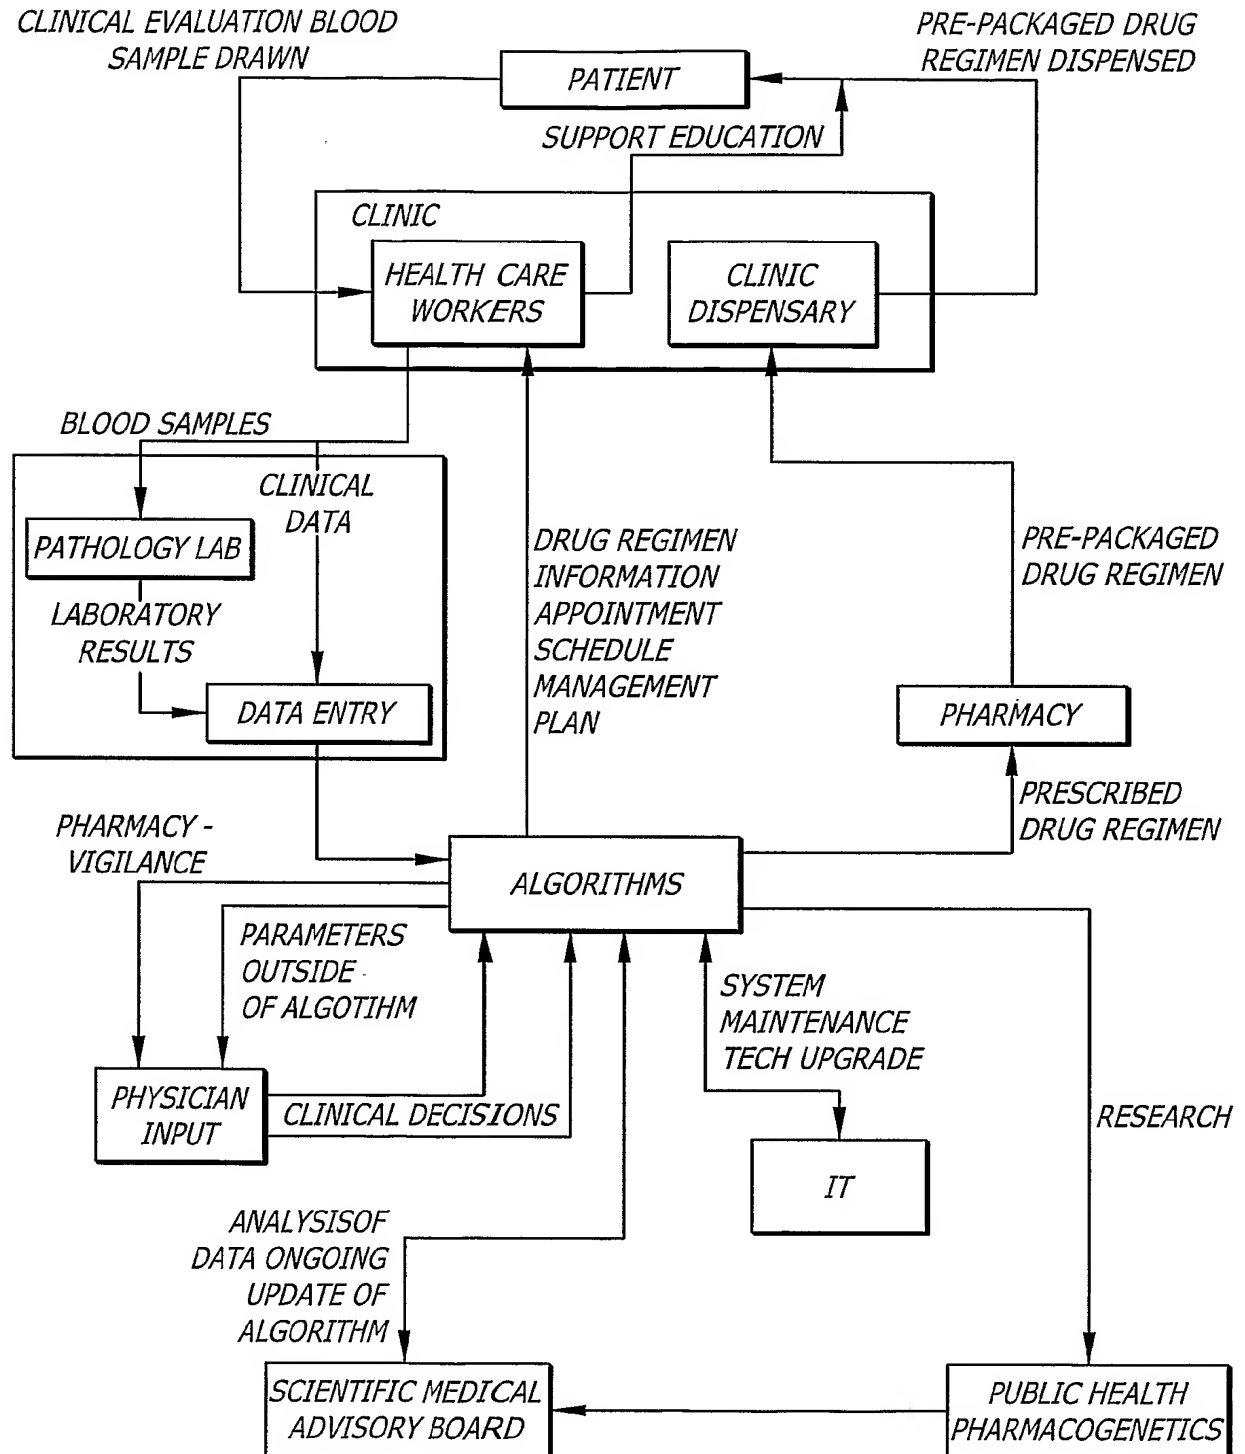 CLINICAL EVALUATION BLOOD
SAMPLE DRAWN
PRE-PACKAGED DRUG
REGIMEN DISPENSED
PATIENT
SUPPORT EDUCATION
CLINIC
HEALTH CARE
WORKERS
CLINIC
DISPENSARY
BLOOD SAMPLES
CLINICAL
DATA
PATHOLOGY LAB
LABORATORY
RESULTS
DATA ENTRY
DRUG REGIMEN
INFORMATION
APPOINTMENT
SCHEDULE
MANAGEMENT
PLAN
PRE-PACKAGED
DRUG REGIMEN
PHARMACY
PRESCRIBED
DRUG REGIMEN
PHARMACY -
VIGILANCE
ALGORITHMS
PARAMETERS
OUTSIDE
OF ALGOTIHM
SYSTEM
MAINTENANCE
TECH UPGRADE
PHYSICIAN
INPUT
CLINICAL DECISIONS
RESEARCH
IT
ANALYSISOF
DATA ONGOING
UPDATE OF
ALGORITHM
SCIENTIFIC MEDICAL
ADVISORY BOARD
PUBLIC HEALTH
PHARMACOGENETICS